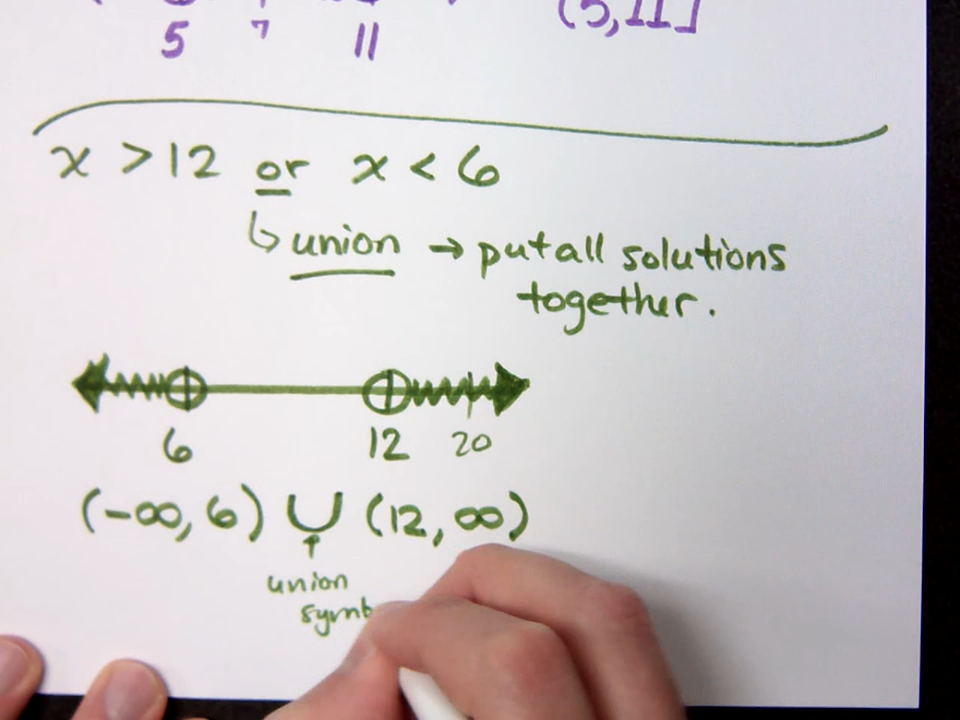 (5,11]
5 7 11
x > 12 or x < 6
↳ union → put all solutions
together.
6 12 20
(-∞, 6) ∪ (12, ∞)
↑
union